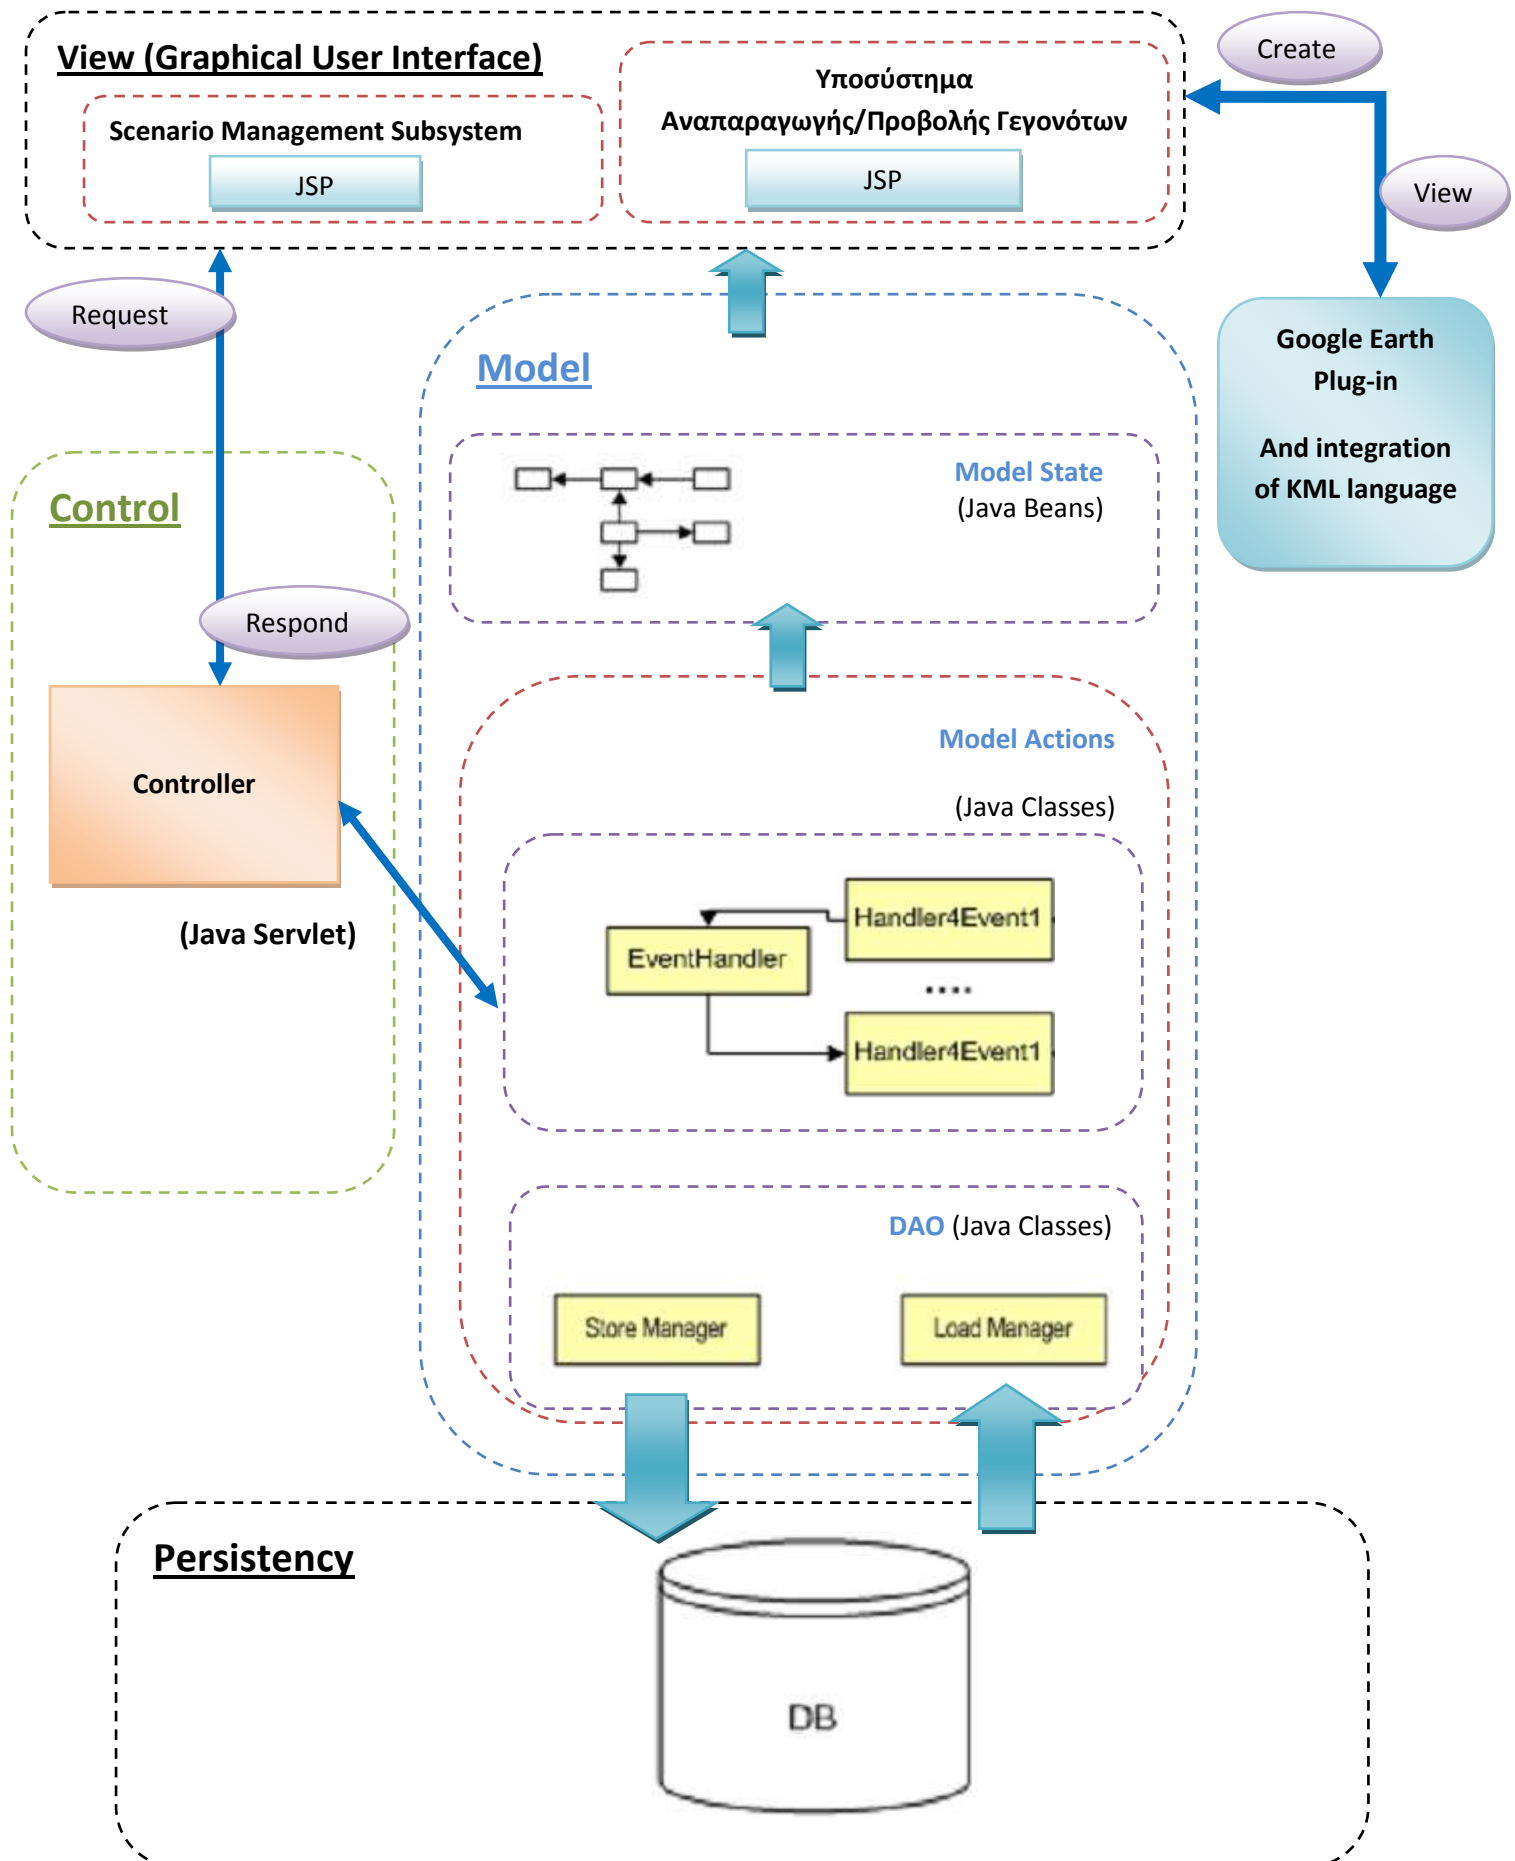 View (Graphical User Interface)
Scenario Management Subsystem
JSP
Υποσύστημα
Αναπαραγωγής/Προβολής Γεγονότων
JSP
Create
View
Request
Google Earth
Plug-in
And integration
of KML language
Model
Model State
(Java Beans)
Control
Respond
Controller
(Java Servlet)
Model Actions
(Java Classes)
Handler4Event1
EventHandler
....
Handler4Event1
DAO (Java Classes)
Store Manager
Load Manager
Persistency
DB